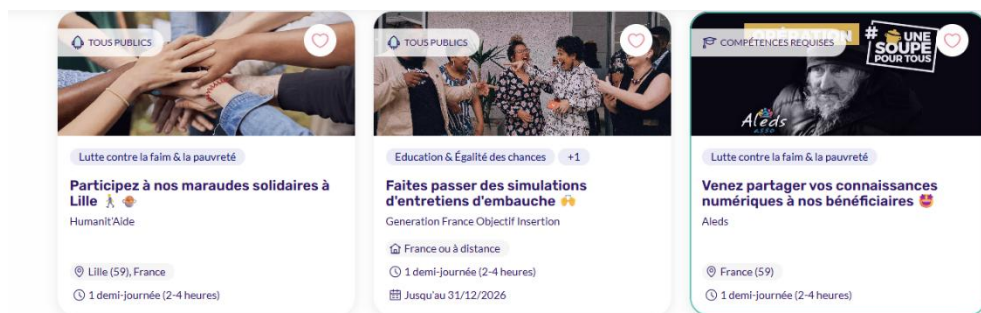 TOUS PUBLICS
Lutte contre la faim & la pauvreté
Participez à nos maraudes solidaires à
Lille
Humanit'Aide
Lille (59), France
1 demi-journée (2-4 heures)
TOUS PUBLICS
Education & Égalité des chances +1
Faites passer des simulations
d'entretiens d'embauche
Generation France Objectif Insertion
France ou à distance
1 demi-journée (2-4 heures)
Jusqu'au 31/12/2026
COMPÉTENCES REQUISES
OPÉRATION
# UNE
SOUPE
POUR TOUS
Aleds
asso
Lutte contre la faim & la pauvreté
Venez partager vos connaissances
numériques à nos bénéficiaires
Aleds
France (59)
1 demi-journée (2-4 heures)